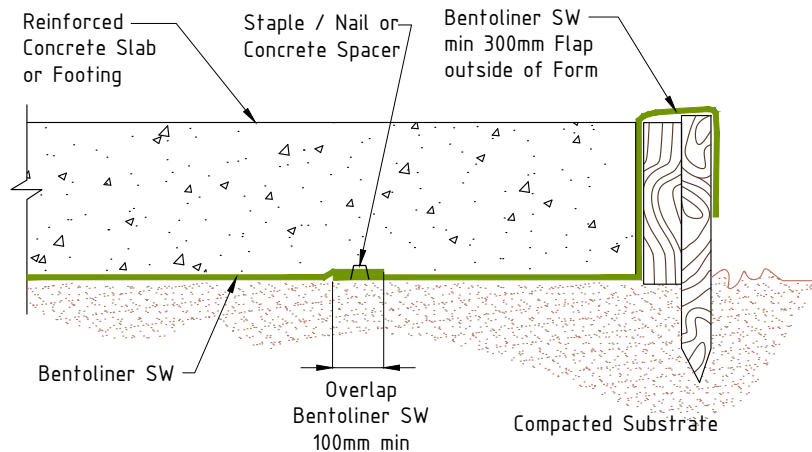 Reinforced
Concrete Slab
or Footing
Staple / Nail or
Concrete Spacer
Bentoliner SW
min 300mm Flap
outside of Form
Bentoliner SW
Overlap
Bentoliner SW
100mm min
Compacted Substrate